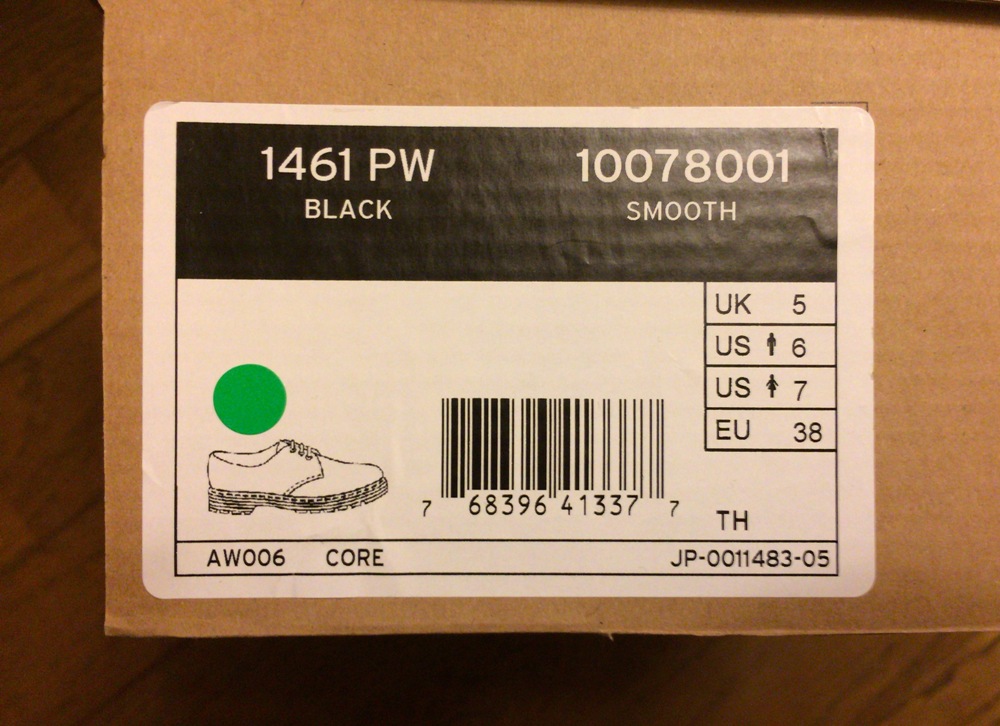 1461 PW 10078001
BLACK SMOOTH
UK 5
US 6
US 7
EU 38
7 68396 41337 7
TH
AW006 CORE JP-0011483-05